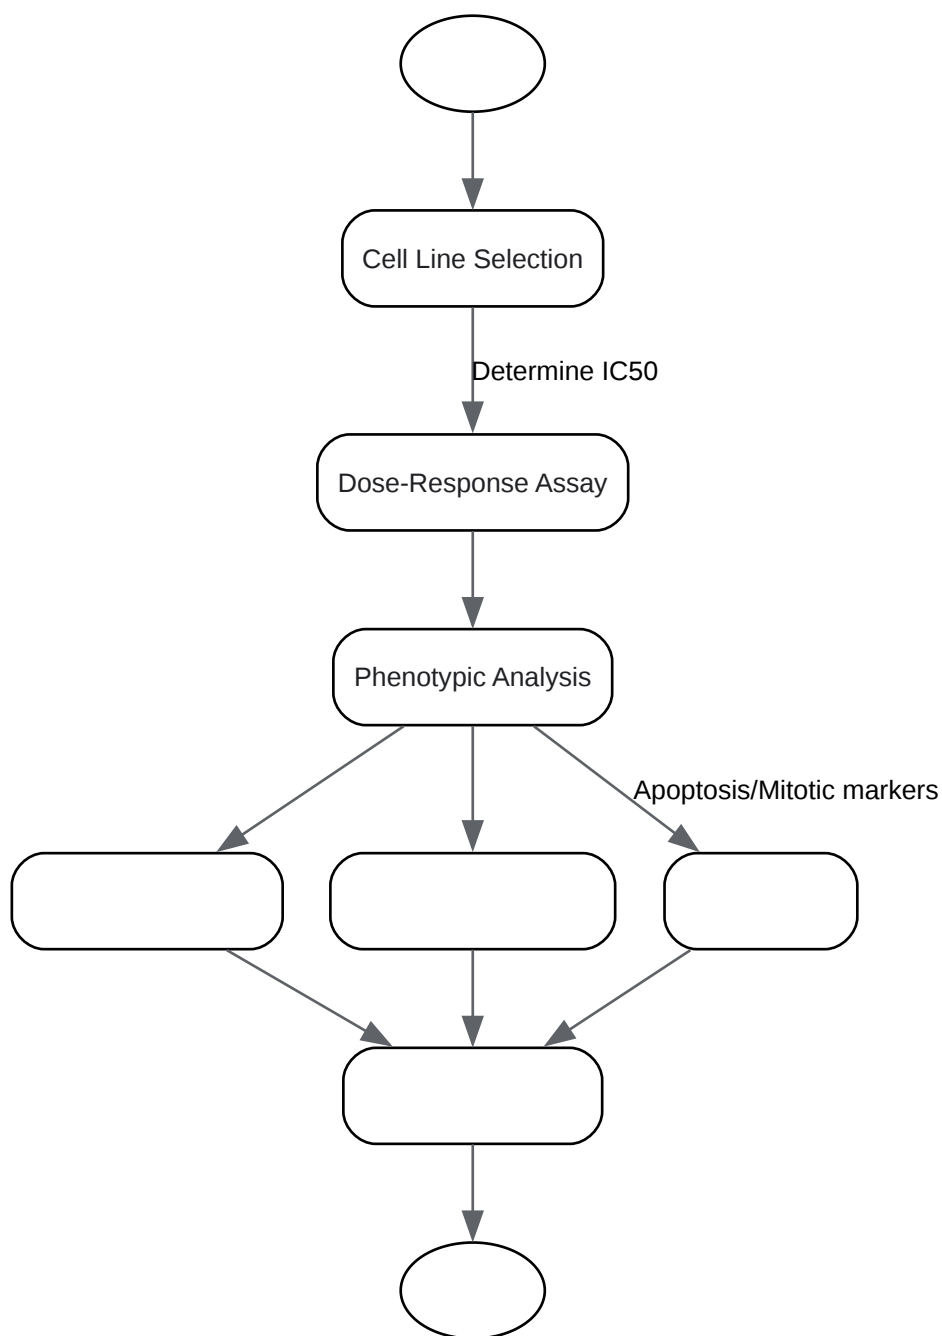 Cell Line Selection
Determine IC50
Dose-Response Assay
Phenotypic Analysis
Apoptosis/Mitotic markers